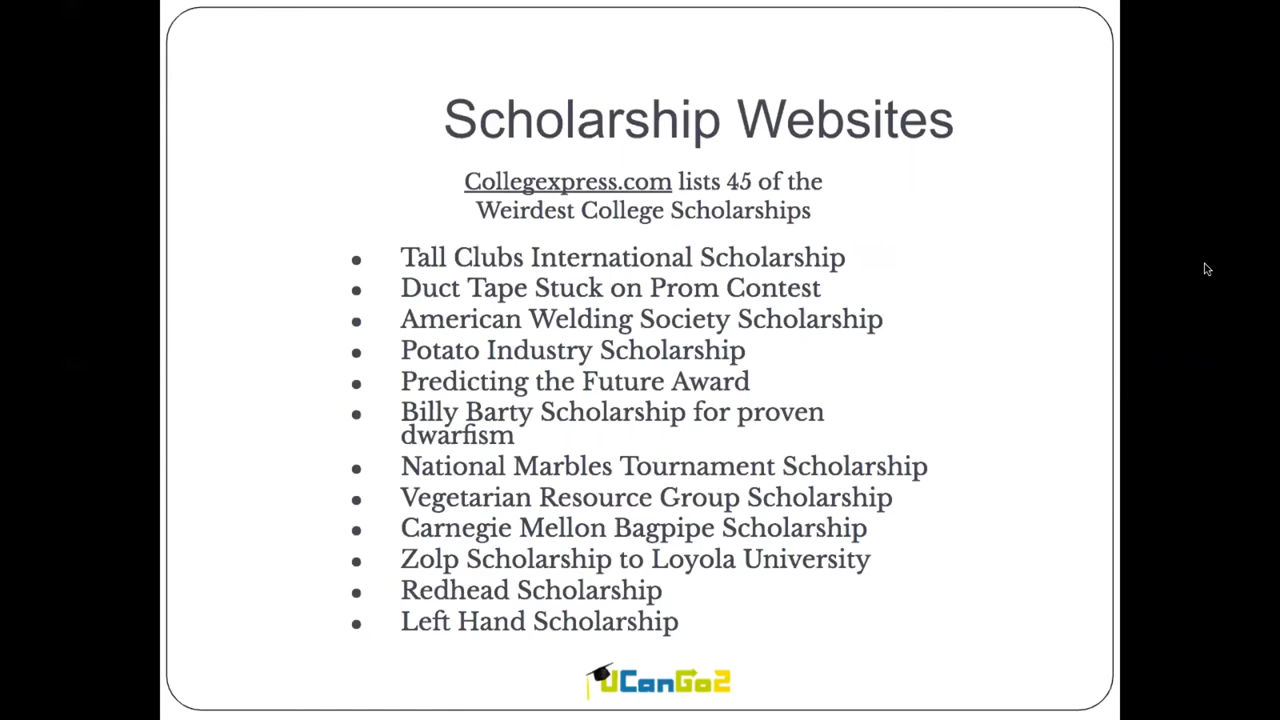 Scholarship Websites
Collegexpress.com lists 45 of the
Weirdest College Scholarships
• Tall Clubs International Scholarship
• Duct Tape Stuck on Prom Contest
• American Welding Society Scholarship
• Potato Industry Scholarship
• Predicting the Future Award
• Billy Barty Scholarship for proven
dwarfism
• National Marbles Tournament Scholarship
• Vegetarian Resource Group Scholarship
• Carnegie Mellon Bagpipe Scholarship
• Zolp Scholarship to Loyola University
• Redhead Scholarship
• Left Hand Scholarship
UCanGo2